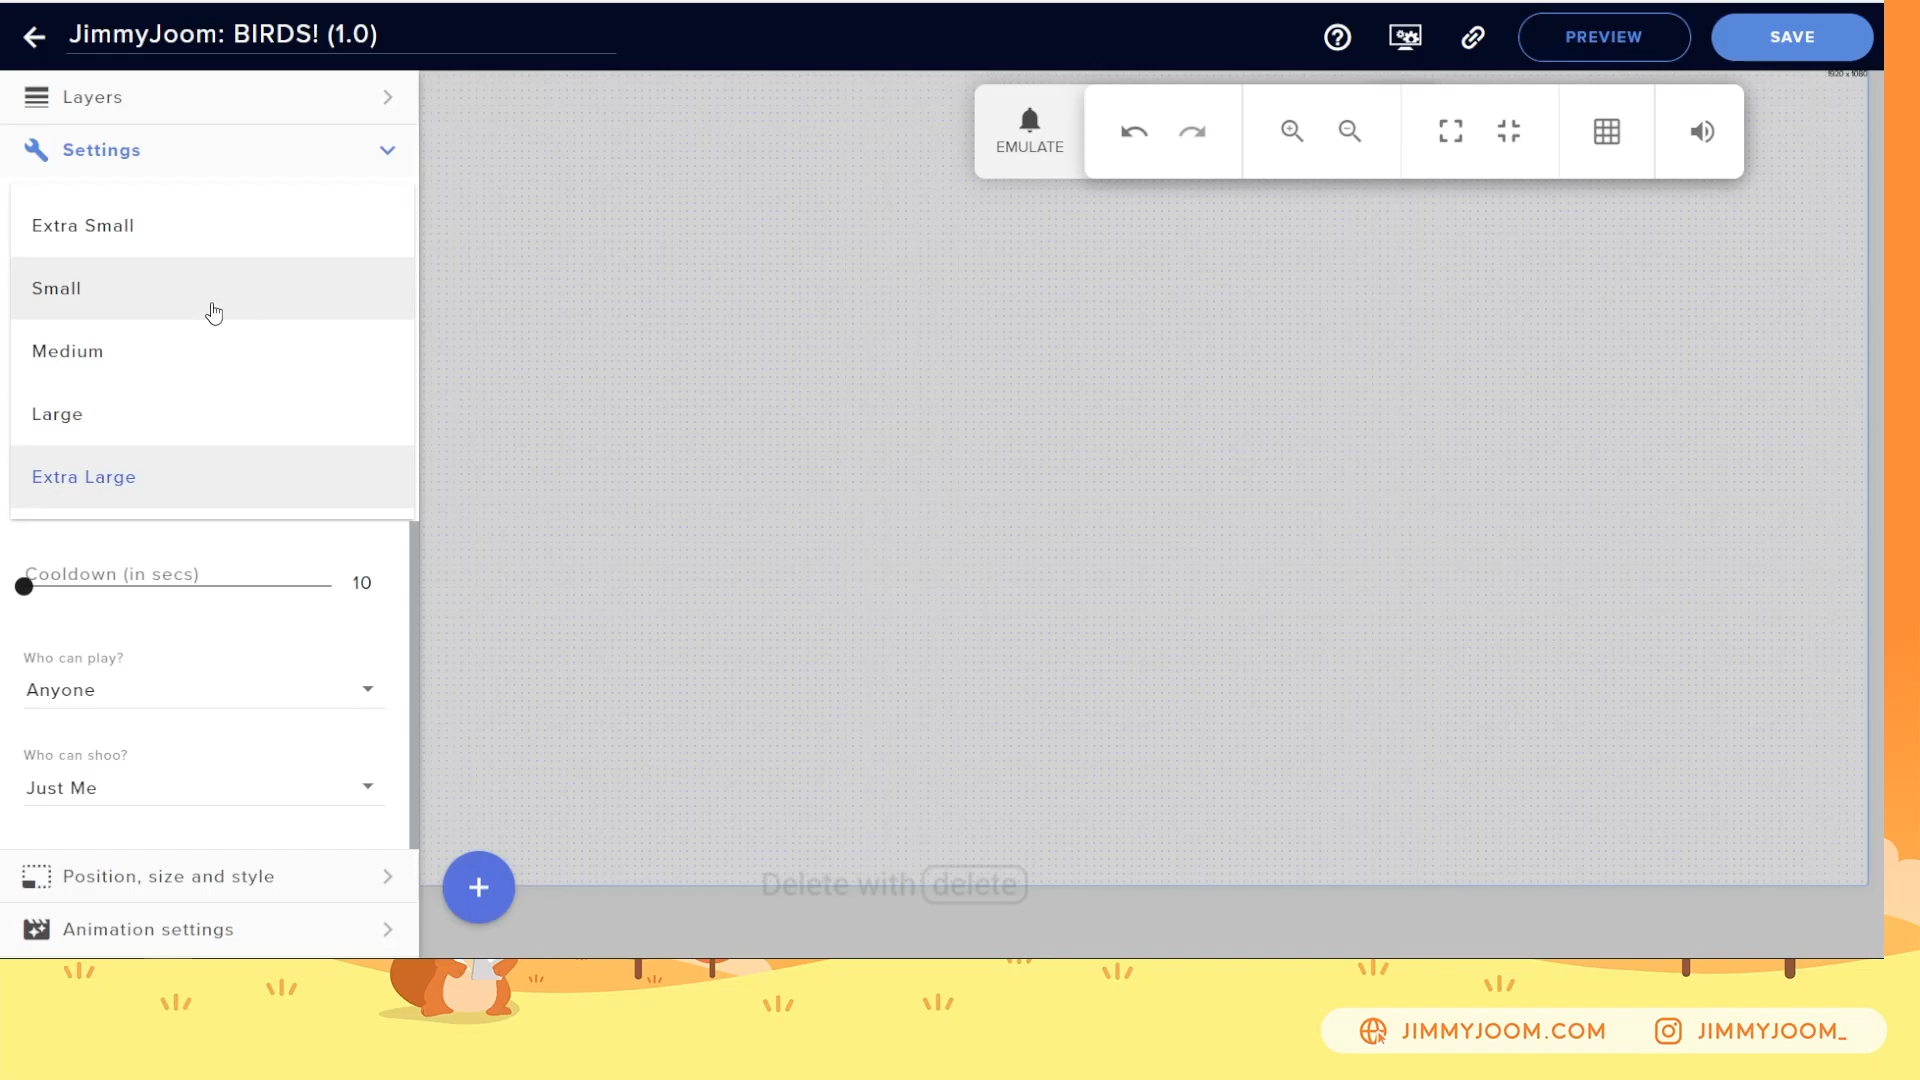 JimmyJoom: BIRDS! (1.0)
PREVIEW
SAVE
1920 x 1080
Layers
Settings
EMULATE
Extra Small
Small
Medium
Large
Extra Large
Cooldown (in secs)
10
Who can play?
Anyone
Who can shoo?
Just Me
Position, size and style
Animation settings
Delete with delete
JIMMYJOOM.COM
JIMMYJOOM_